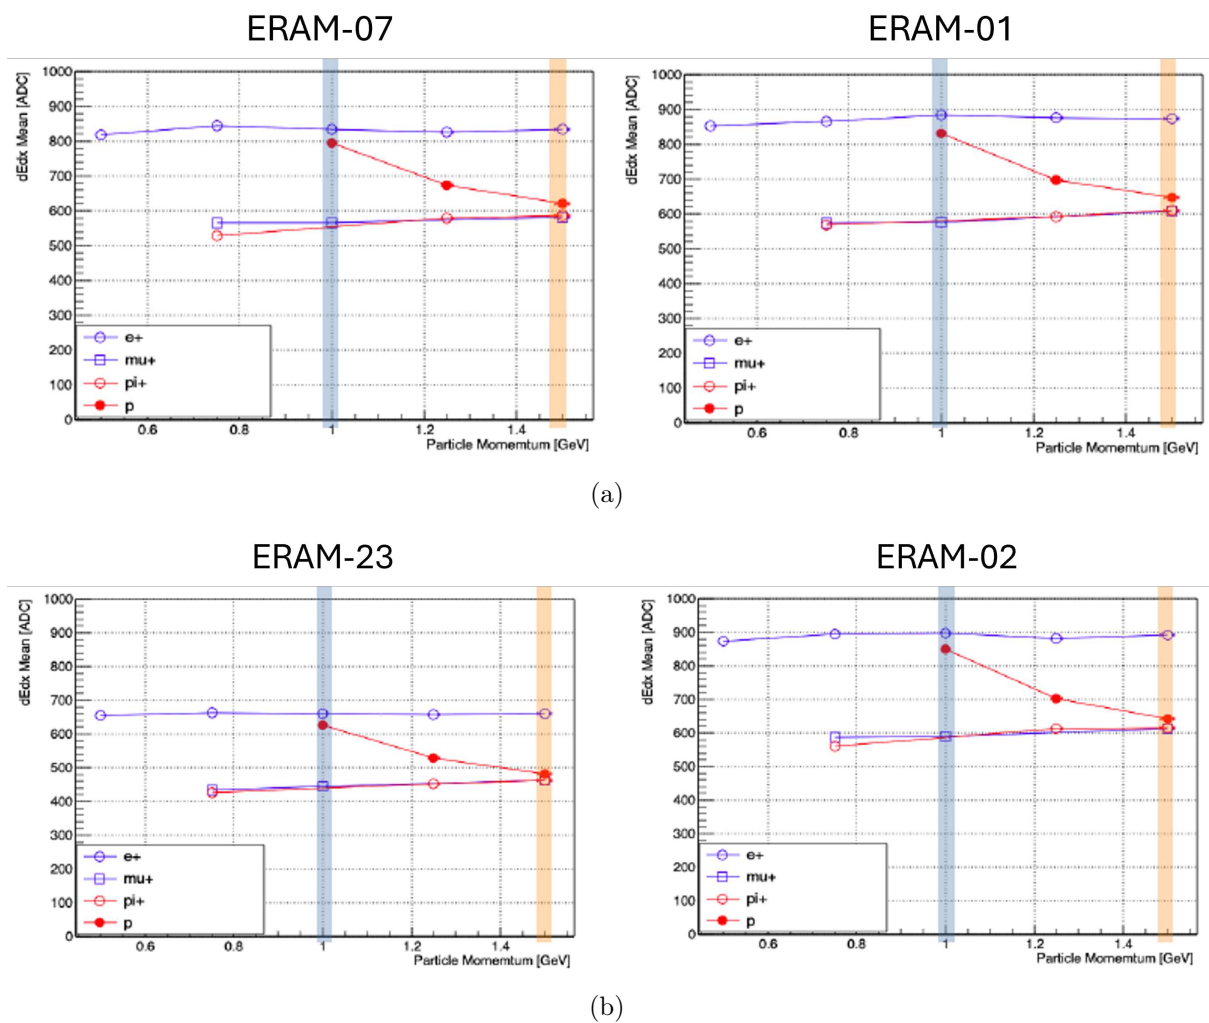 ERAM-07
dEdx Mean [ADC]
1000
900
800
700
600
500
400
300
200
100
0
e+
mu+
pi+
p
0.6 0.8 1 1.2 1.4
Particle Momemtum [GeV]
ERAM-01
dEdx Mean [ADC]
1000
900
800
700
600
500
400
300
200
100
0
e+
mu+
pi+
p
0.6 0.8 1 1.2 1.4
Particle Momemtum [GeV]
(a)
ERAM-23
dEdx Mean [ADC]
1000
900
800
700
600
500
400
300
200
100
0
e+
mu+
pi+
p
0.6 0.8 1 1.2 1.4
Particle Momemtum [GeV]
ERAM-02
dEdx Mean [ADC]
1000
900
800
700
600
500
400
300
200
100
0
e+
mu+
pi+
p
0.6 0.8 1 1.2 1.4
Particle Momemtum [GeV]
(b)